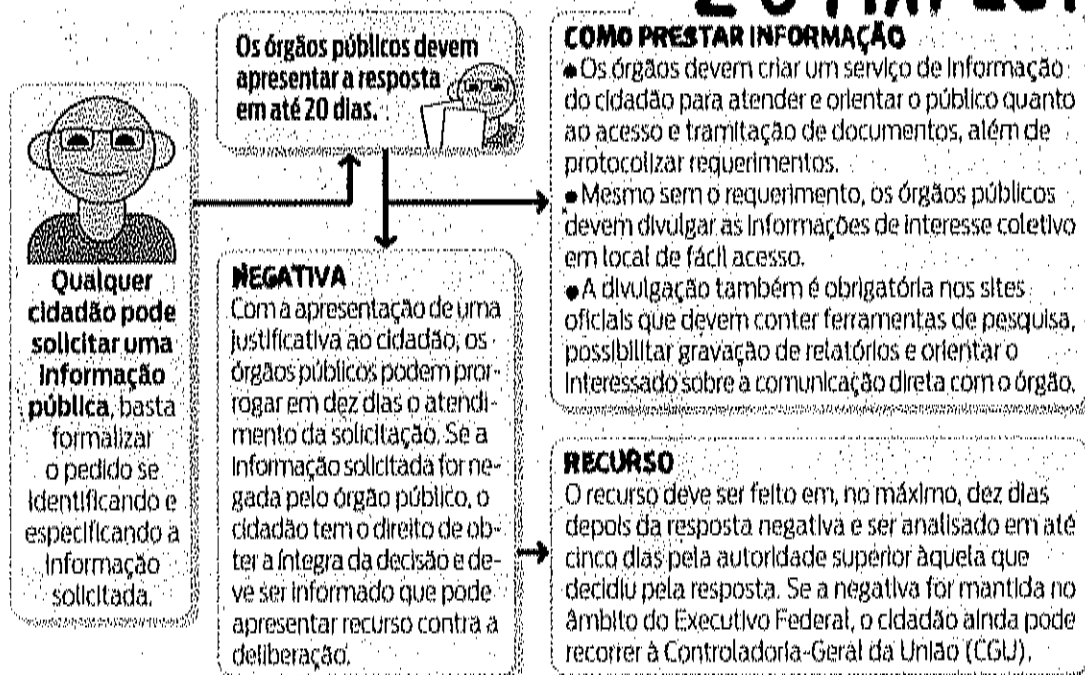 Qualquer
cidadão pode
solicitar uma
informação
pública, basta
formalizar
o pedido se
identificando e
especificando a
informação
solicitada.
Os órgãos públicos devem
apresentar a resposta
em até 20 dias.
NEGATIVA
Com a apresentação de uma
justificativa ao cidadão, os
órgãos públicos podem pror-
rogar em dez dias o atendi-
mento da solicitação. Se a
informação solicitada for ne-
gada pelo órgão público, o
cidadão tem o direito de ob-
ter a íntegra da decisão e de-
ve ser informado que pode
apresentar recurso contra a
deliberação.
COMO PRESTAR INFORMAÇÃO
● Os órgãos devem criar um serviço de informação
do cidadão para atender e orientar o público quanto
ao acesso e tramitação de documentos, além de
protocolizar requerimentos.
● Mesmo sem o requerimento, os órgãos públicos
devem divulgar as informações de interesse coletivo
em local de fácil acesso.
● A divulgação também é obrigatória nos sites
oficiais que devem conter ferramentas de pesquisa,
possibilitar gravação de relatórios e orientar o
interessado sobre a comunicação direta com o órgão.
RECURSO
O recurso deve ser feito em, no máximo, dez dias
depois da resposta negativa e ser analisado em até
cinco dias pela autoridade superior àquela que
decidiu pela resposta. Se a negativa for mantida no
âmbito do Executivo Federal, o cidadão ainda pode
recorrer à Controladoria-Geral da União (CGU).